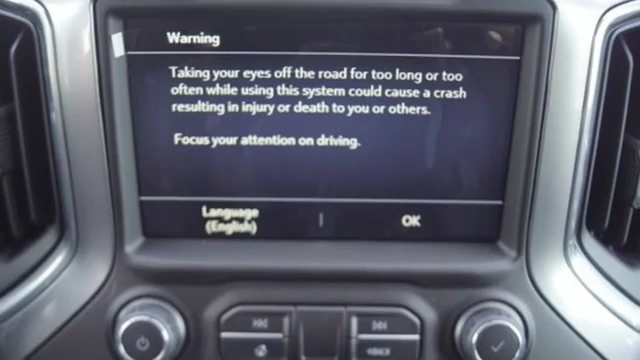 Warning
Taking your eyes off the road for too long or too
often while using this system could cause a crash
resulting in injury or death to you or others.
Focus your attention on driving.
Language
(English)
OK